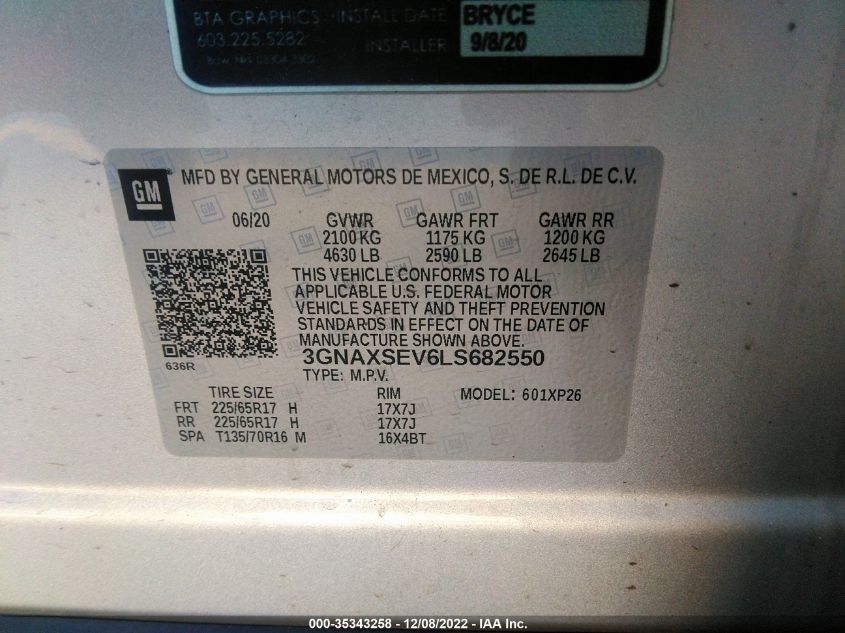 BTA GRAPHICS INSTALL DATE BRYCE
603.225.5282 INSTALLER 9/8/20
Bow, NH 03304-3302
GM MFD BY GENERAL MOTORS DE MEXICO, S. DE R.L. DE C.V.
06/20 GVWR GAWR FRT GAWR RR
2100 KG 1175 KG 1200 KG
4630 LB 2590 LB 2645 LB
THIS VEHICLE CONFORMS TO ALL
APPLICABLE U.S. FEDERAL MOTOR
VEHICLE SAFETY AND THEFT PREVENTION
STANDARDS IN EFFECT ON THE DATE OF
MANUFACTURE SHOWN ABOVE.
636R 3GNAXSEV6LS682550
TYPE: M.P.V.
TIRE SIZE RIM MODEL: 601XP26
FRT 225/65R17 H 17X7J
RR 225/65R17 H 17X7J
SPA T135/70R16 M 16X4BT
000-35343258 - 12/08/2022 - IAA Inc.